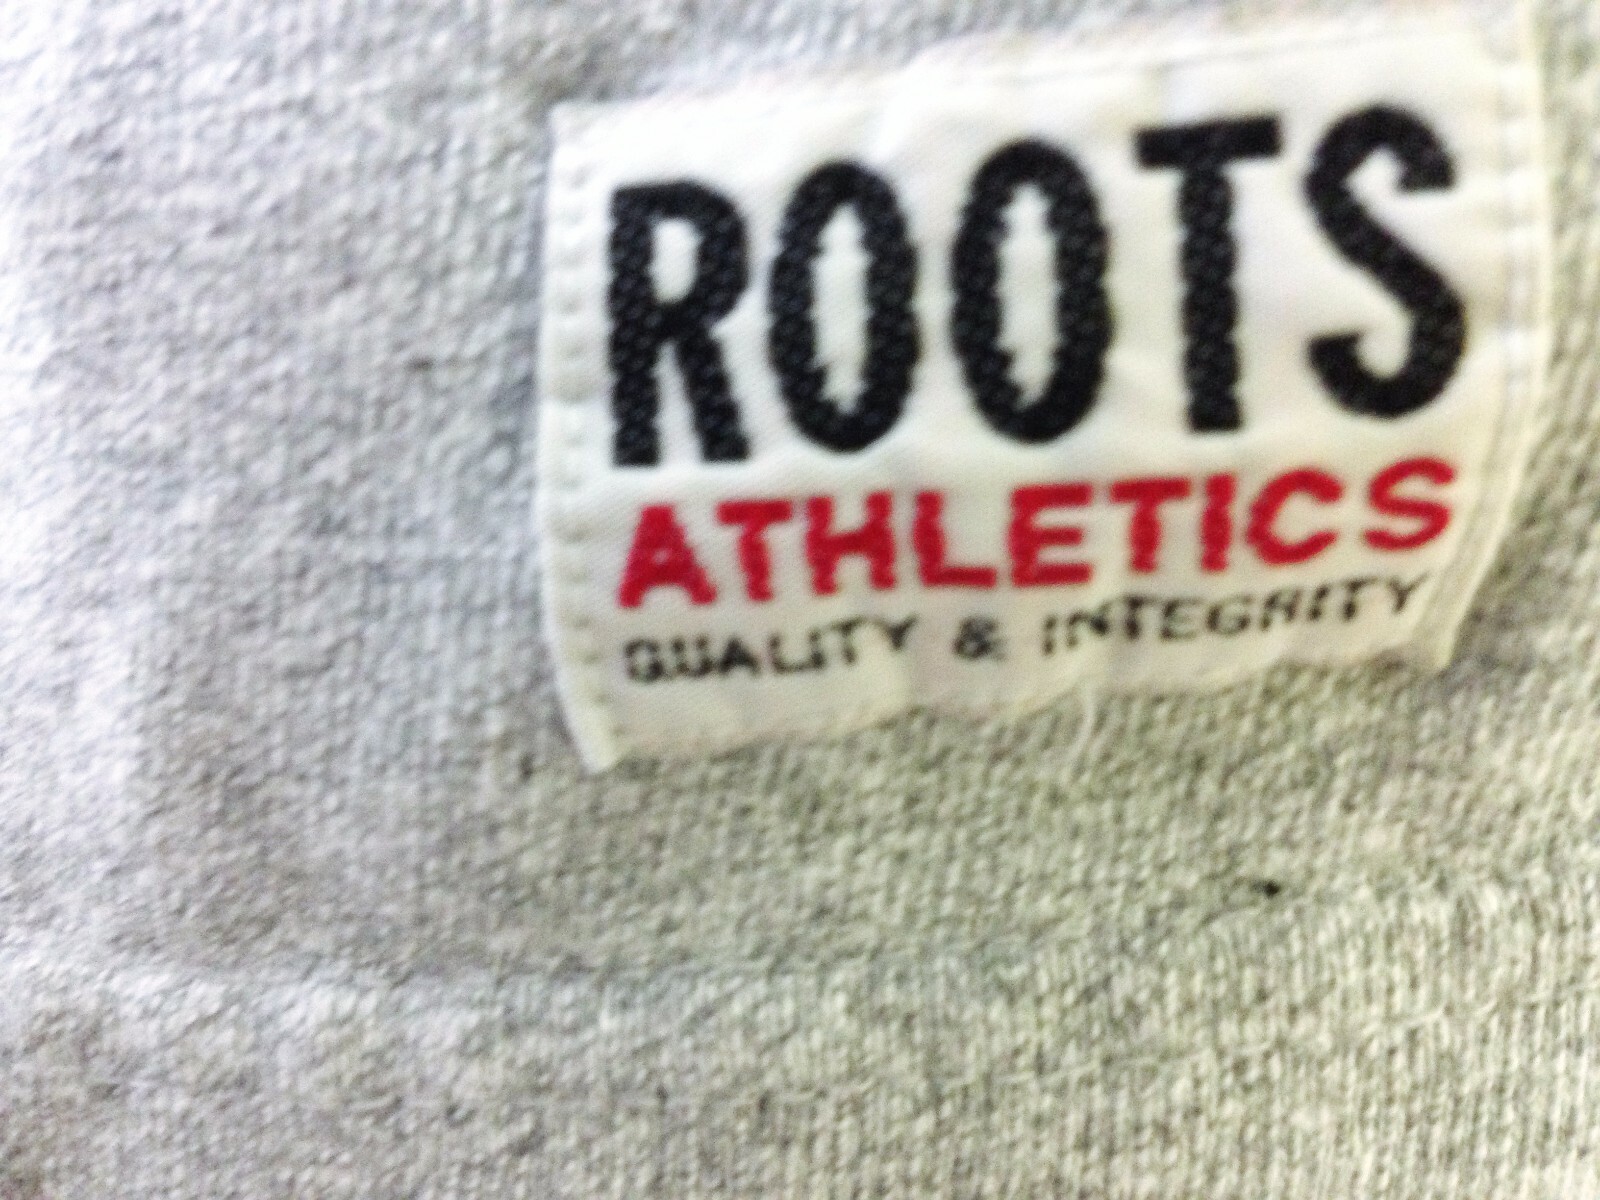 ROOTS
ATHLETICS
QUALITY & INTEGRITY